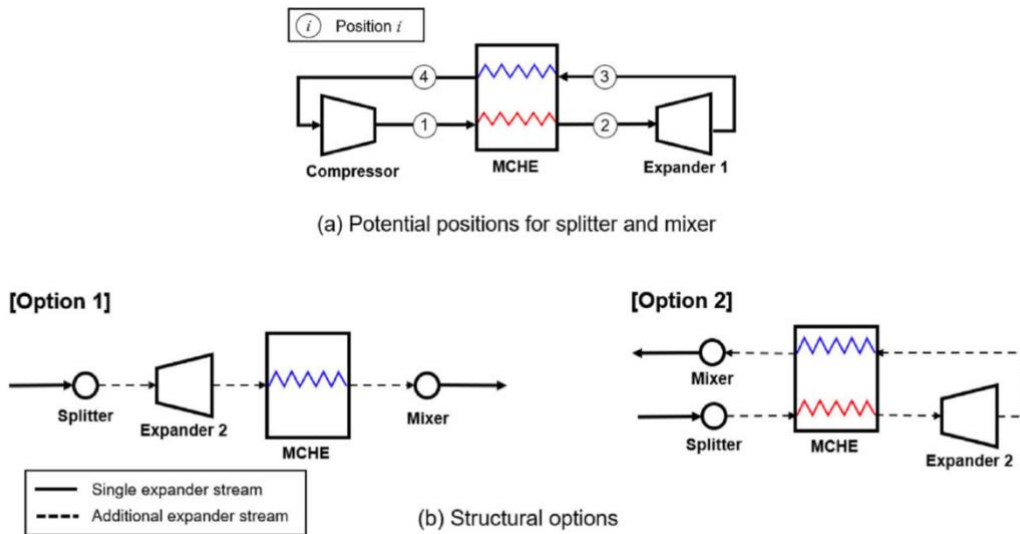 i Position i
4
3
1
2
Compressor
MCHE
Expander 1
(a) Potential positions for splitter and mixer
[Option 1]
Splitter
Expander 2
MCHE
Mixer
[Option 2]
Mixer
Splitter
MCHE
Expander 2
Single expander stream
Additional expander stream
(b) Structural options